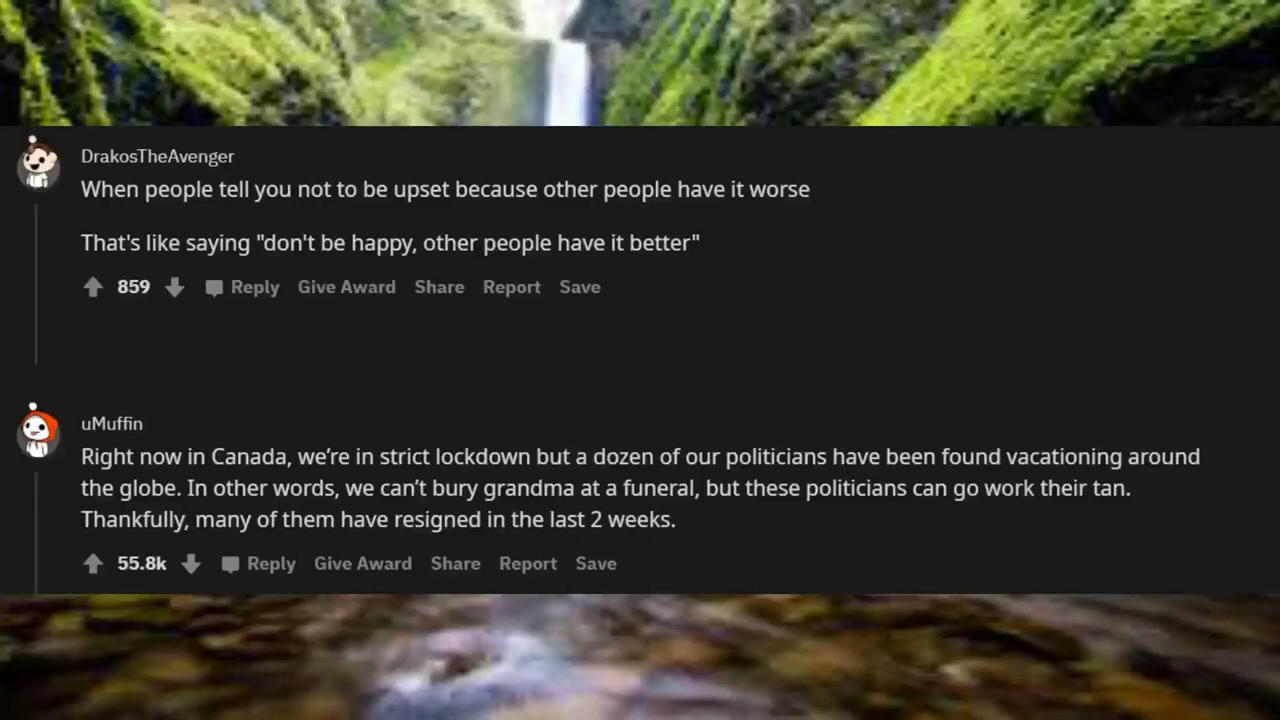 DrakosTheAvenger
When people tell you not to be upset because other people have it worse
That's like saying "don't be happy, other people have it better"
859 Reply Give Award Share Report Save
uMuffin
Right now in Canada, we’re in strict lockdown but a dozen of our politicians have been found vacationing around
the globe. In other words, we can’t bury grandma at a funeral, but these politicians can go work their tan.
Thankfully, many of them have resigned in the last 2 weeks.
55.8k Reply Give Award Share Report Save